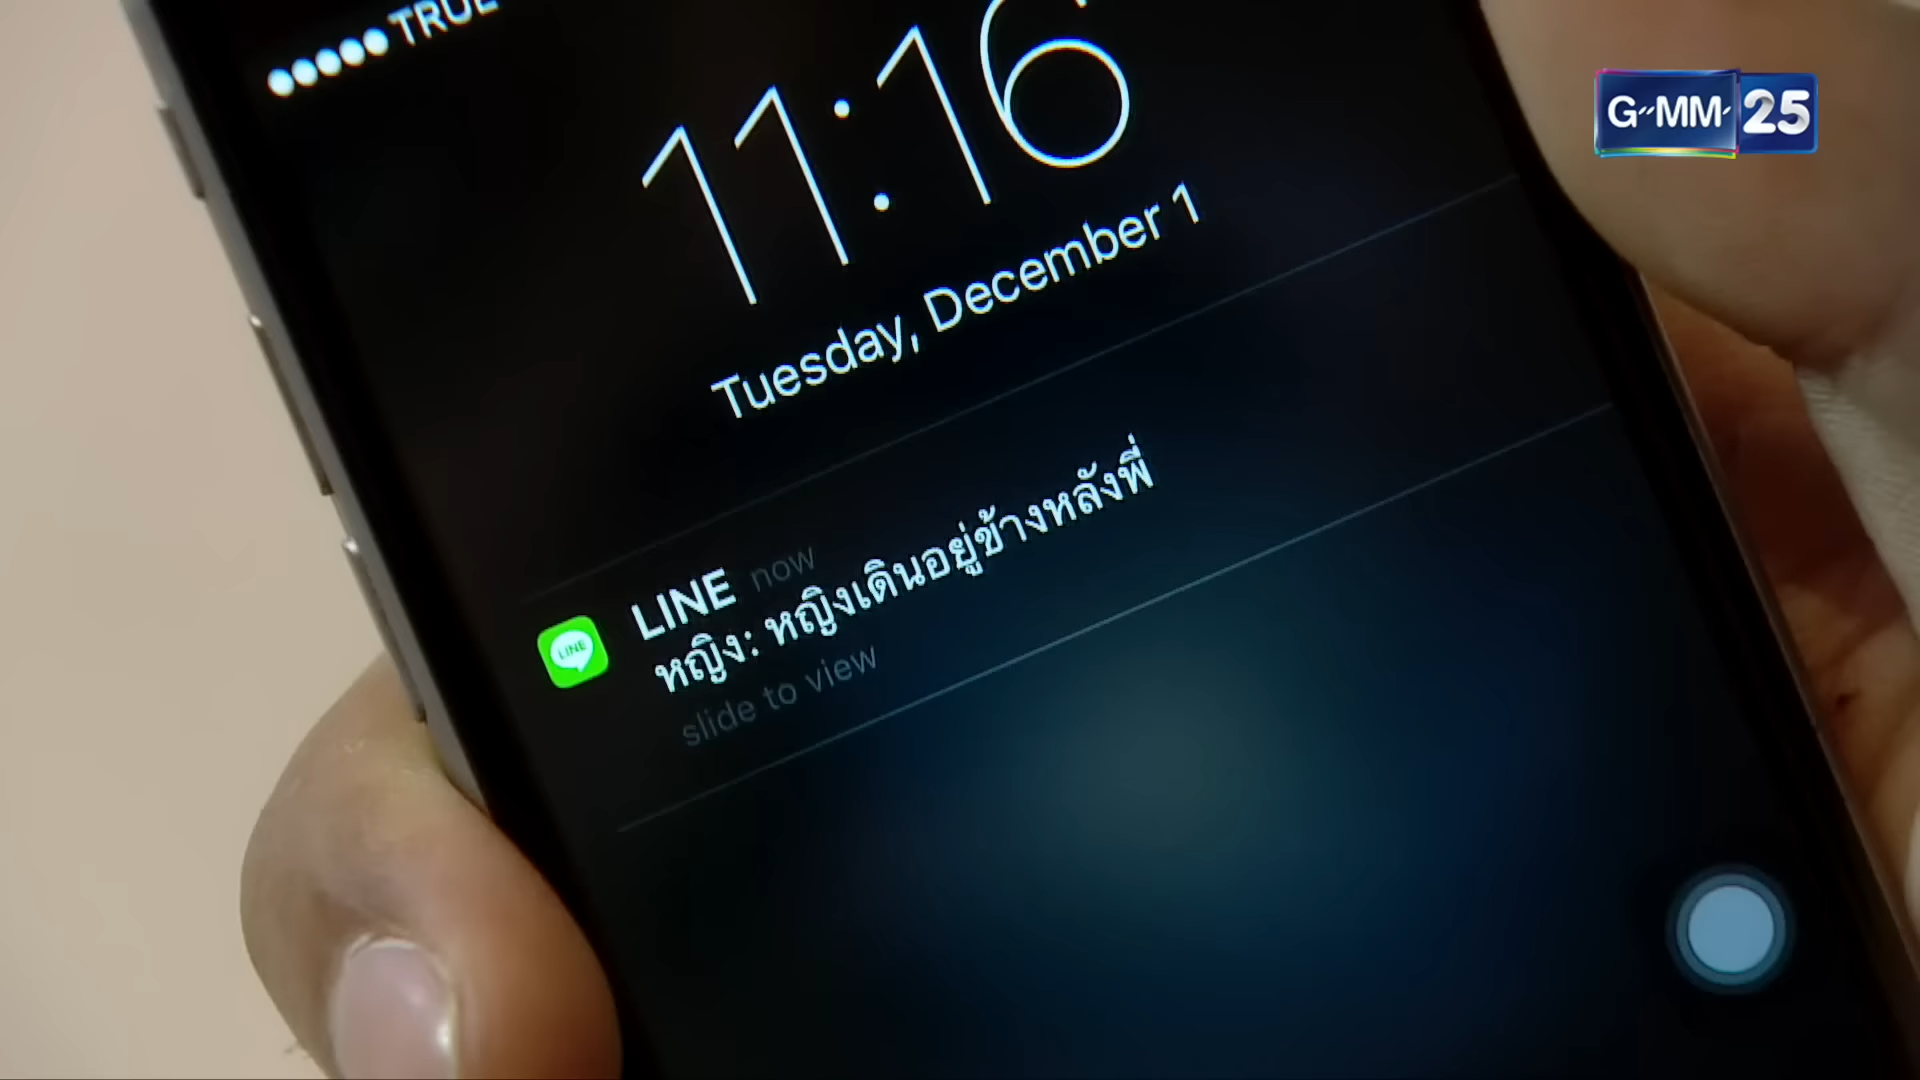 TRUE
G"MM' 25
11:16
Tuesday, December 1
LINE now
หญิง: หญิงเดินอยู่ข้างหลังพี่
slide to view
LINE